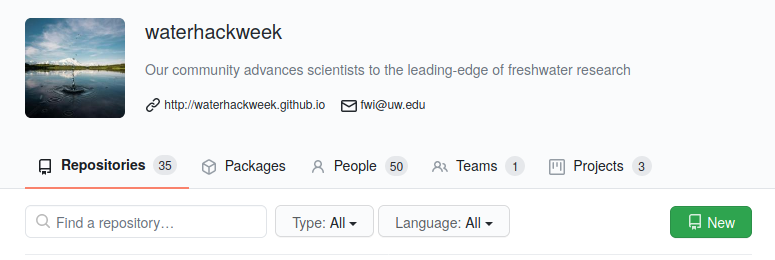 waterhackweek
Our community advances scientists to the leading-edge of freshwater research
http://waterhackweek.github.io fwi@uw.edu
Repositories 35 Packages People 50 Teams 1 Projects 3
Find a repository… Type: All Language: All New